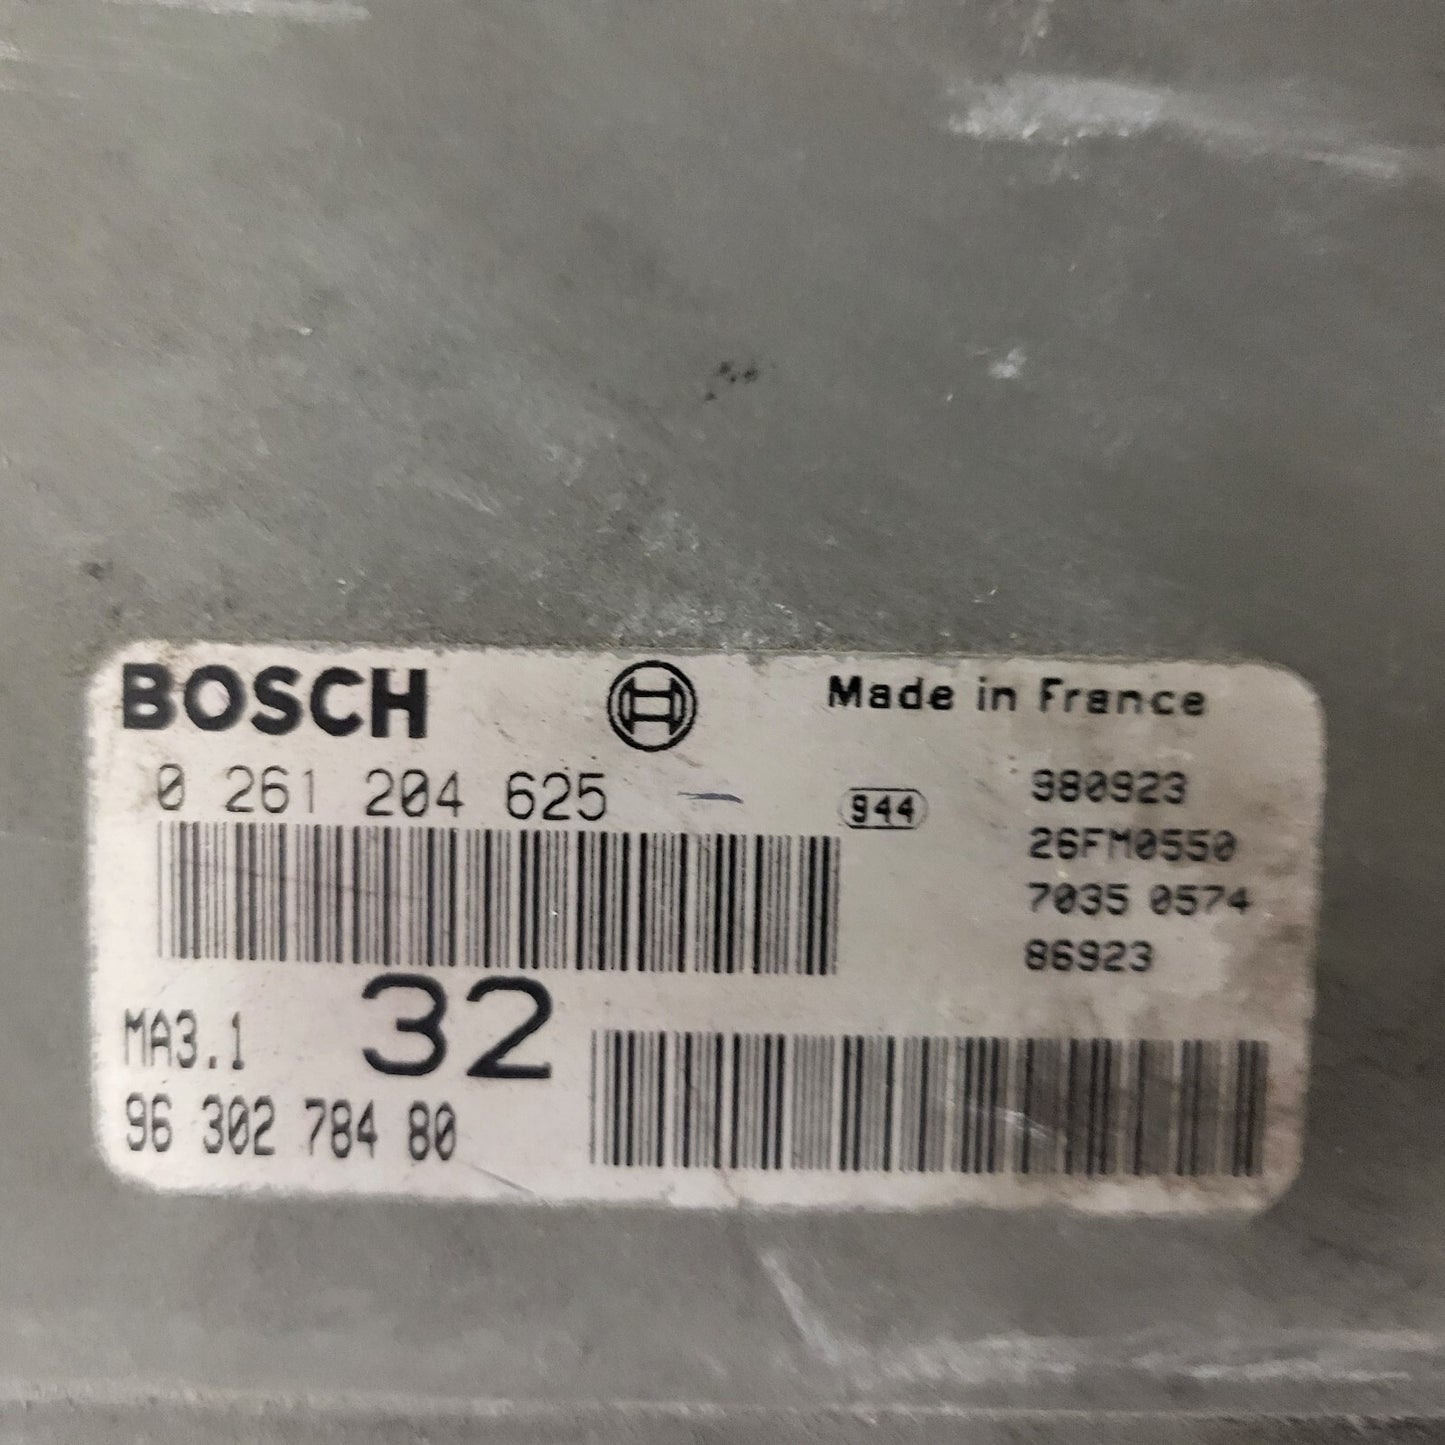 BOSCH
Made in France
0 261 204 625
944
980923
26FM0550
7035 0574
86923
MA3.1
32
96 302 784 80